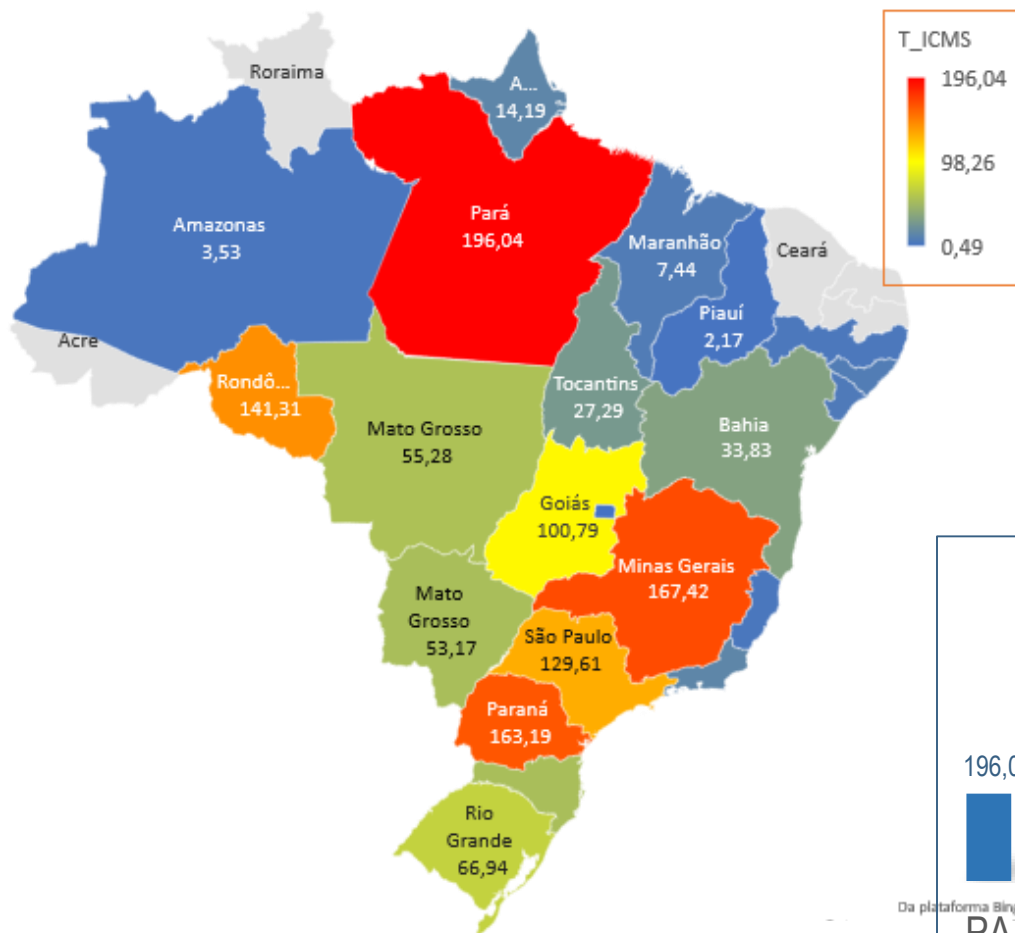 T_ICMS
196,04
98,26
0,49
Roraima
A...
14,19
Amazonas
3,53
Pará
196,04
Maranhão
7,44
Ceará
Piauí
2,17
Acre
Rondô...
141,31
Tocantins
27,29
Mato Grosso
55,28
Bahia
33,83
Goiás
100,79
Minas Gerais
167,42
Mato
Grosso
53,17
São Paulo
129,61
Paraná
163,19
Rio
Grande
66,94
196,0
Da plataforma Bing
PA